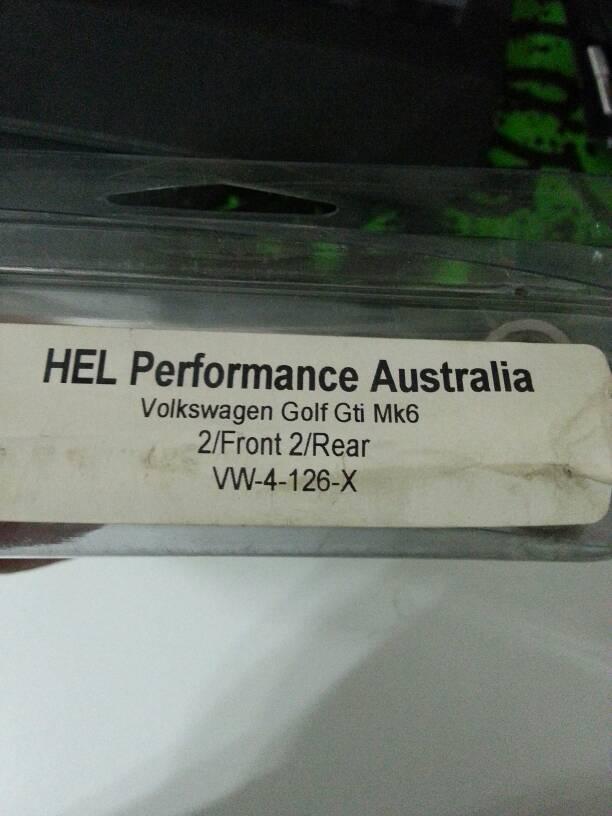 HEL Performance Australia
Volkswagen Golf Gti Mk6
2/Front 2/Rear
VW-4-126-X